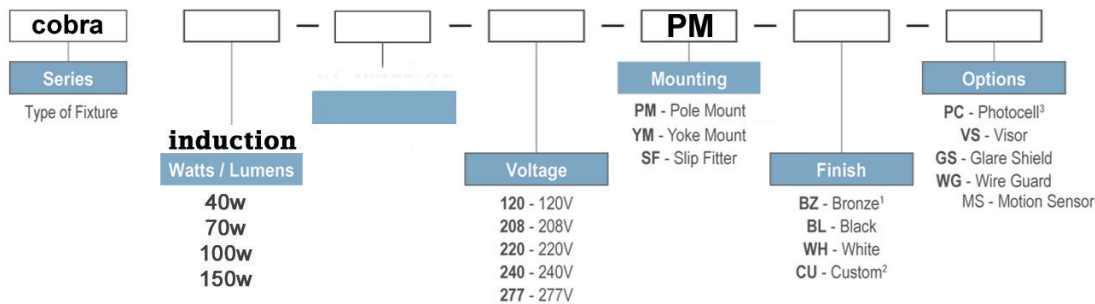 cobra
Series
Type of Fixture
induction
Watts / Lumens
40w
70w
100w
150w
Voltage
120 - 120V
208 - 208V
220 - 220V
240 - 240V
277 - 277V
PM
Mounting
PM - Pole Mount
YM - Yoke Mount
SF - Slip Fitter
Finish
BZ - Bronze¹
BL - Black
WH - White
CU - Custom²
Options
PC - Photocell³
VS - Visor
GS - Glare Shield
WG - Wire Guard
MS - Motion Sensor